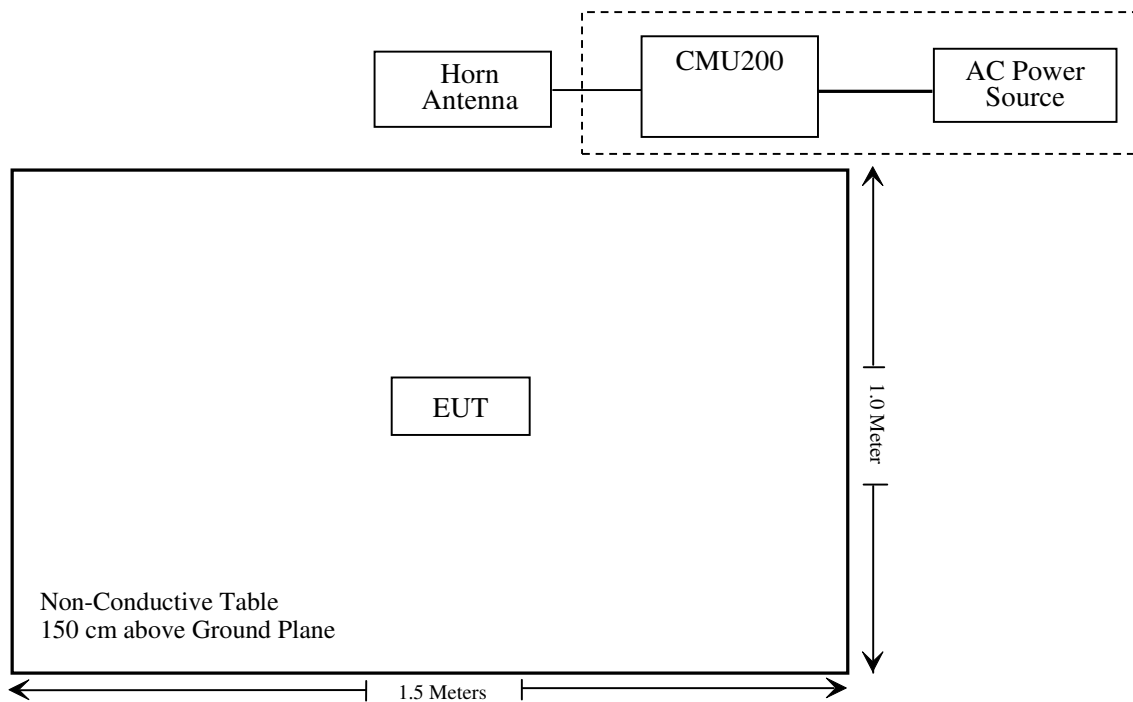 Horn
Antenna
CMU200
AC Power
Source
EUT
1.0 Meter
Non-Conductive Table
150 cm above Ground Plane
1.5 Meters